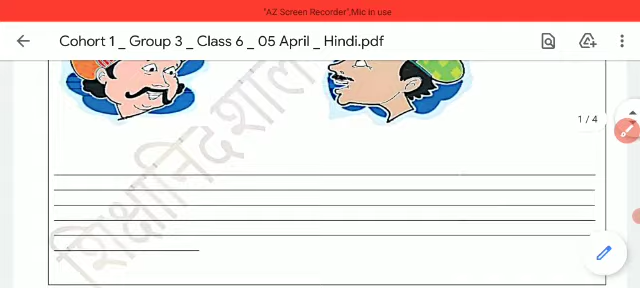 "AZ Screen Recorder",Mic in use
Cohort 1 _ Group 3 _ Class 6 _ 05 April _ Hindi.pdf
1 / 4